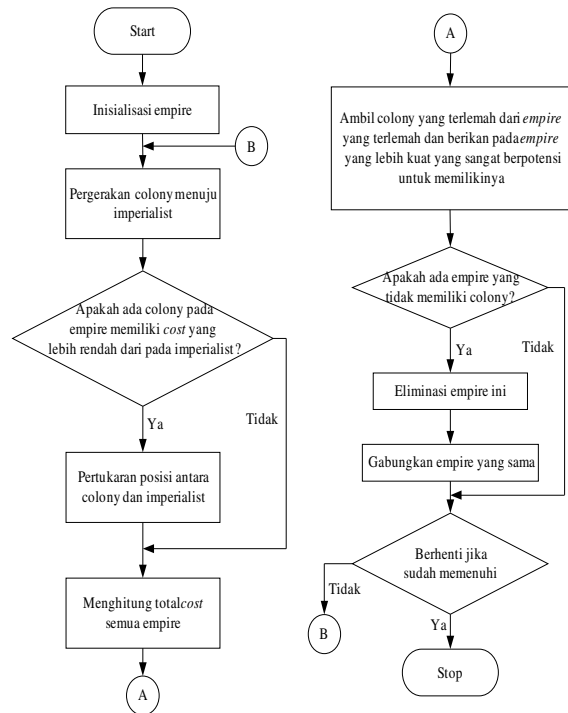 Start
Inisialisasi empire
B
Pergerakan colony menuju
imperialist
Apakah ada colony pada
empire memiliki cost yang
lebih rendah dari pada imperialist?
Ya
Tidak
Pertukaran posisi antara
colony dan imperialist
Menghitung total cost
semua empire
A
A
Ambil colony yang terlemah dari empire
yang terlemah dan berikan pada empire
yang lebih kuat yang sangat berpotensi
untuk memilikinya
Apakah ada empire yang
tidak memiliki colony?
Ya
Tidak
Eliminasi empire ini
Gabungkan empire yang sama
Berhenti jika
sudah memenuhi
Tidak
B
Ya
Stop